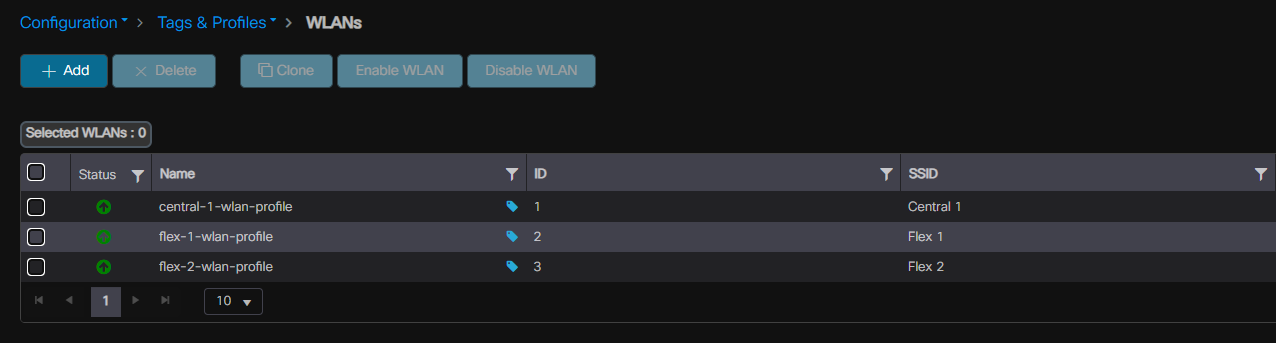 Configuration > Tags & Profiles > WLANs
+ Add × Delete Clone Enable WLAN Disable WLAN
Selected WLANs : 0
Status Name ID SSID
central-1-wlan-profile 1 Central 1
flex-1-wlan-profile 2 Flex 1
flex-2-wlan-profile 3 Flex 2
1 10